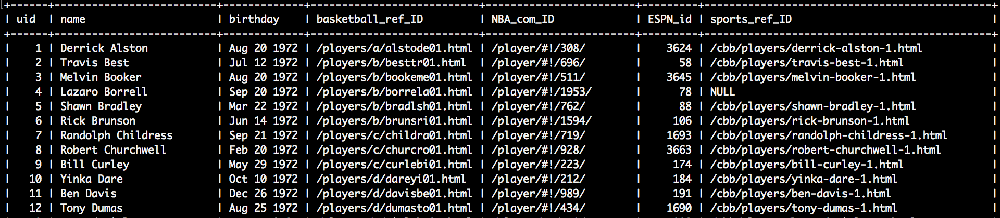 +------+---------------------------+-------------+---------------------------+-------------------------+---------+----------------------------------------------+
| uid  | name                      | birthday    | basketball_ref_ID         | NBA_com_ID              | ESPN_id | sports_ref_ID                                |
+------+---------------------------+-------------+---------------------------+-------------------------+---------+----------------------------------------------+
|    1 | Derrick Alston            | Aug 20 1972 | /players/a/alstode01.html | /player/#!/308/         |    3624 | /cbb/players/derrick-alston-1.html           |
|    2 | Travis Best               | Jul 12 1972 | /players/b/besttr01.html  | /player/#!/696/         |      58 | /cbb/players/travis-best-1.html              |
|    3 | Melvin Booker             | Aug 20 1972 | /players/b/bookeme01.html | /player/#!/511/         |    3645 | /cbb/players/melvin-booker-1.html            |
|    4 | Lazaro Borrell            | Sep 20 1972 | /players/b/borrela01.html | /player/#!/1953/        |      78 | NULL                                         |
|    5 | Shawn Bradley             | Mar 22 1972 | /players/b/bradlsh01.html | /player/#!/762/         |      88 | /cbb/players/shawn-bradley-1.html            |
|    6 | Rick Brunson              | Jun 14 1972 | /players/b/brunsri01.html | /player/#!/1594/        |     106 | /cbb/players/rick-brunson-1.html             |
|    7 | Randolph Childress        | Sep 21 1972 | /players/c/childra01.html | /player/#!/719/         |    1693 | /cbb/players/randolph-childress-1.html       |
|    8 | Robert Churchwell         | Feb 20 1972 | /players/c/churcro01.html | /player/#!/928/         |    3663 | /cbb/players/robert-churchwell-1.html        |
|    9 | Bill Curley               | May 29 1972 | /players/c/curlebi01.html | /player/#!/223/         |     174 | /cbb/players/bill-curley-1.html              |
|   10 | Yinka Dare                | Oct 10 1972 | /players/d/dareyi01.html  | /player/#!/212/         |     184 | /cbb/players/yinka-dare-1.html               |
|   11 | Ben Davis                 | Dec 26 1972 | /players/d/davisbe01.html | /player/#!/989/         |     191 | /cbb/players/ben-davis-1.html                |
|   12 | Tony Dumas                | Aug 25 1972 | /players/d/dumasto01.html | /player/#!/434/         |    1690 | /cbb/players/tony-dumas-1.html               |